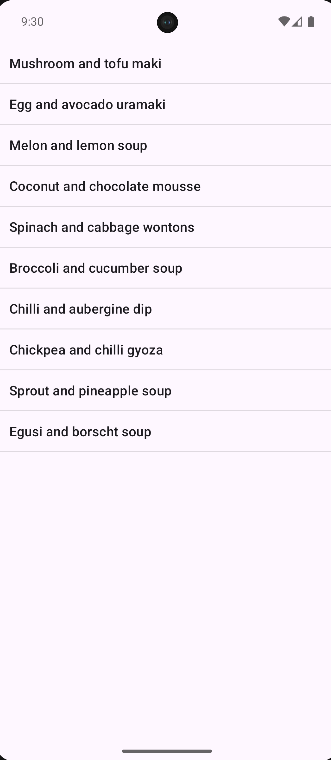 9:30
Mushroom and tofu maki
Egg and avocado uramaki
Melon and lemon soup
Coconut and chocolate mousse
Spinach and cabbage wontons
Broccoli and cucumber soup
Chilli and aubergine dip
Chickpea and chilli gyoza
Sprout and pineapple soup
Egusi and borscht soup